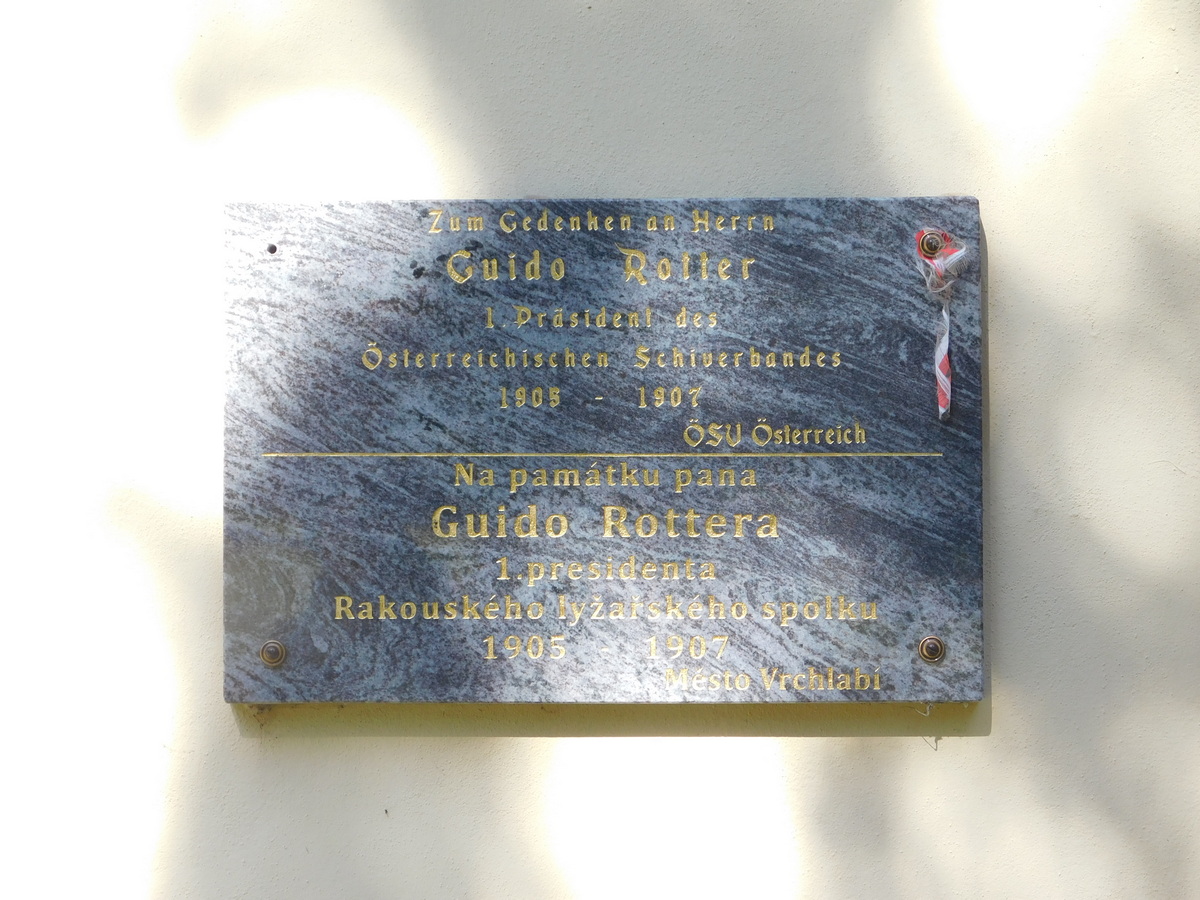 Zum Gedenken an Herrn
Guido Rotter
1. Präsident des
Österreichischen Schiverbandes
1905 - 1907
ÖSV Österreich
Na památku pana
Guido Rottera
1.presidenta
Rakouského lyžařského spolku
1905 - 1907
Město Vrchlabí